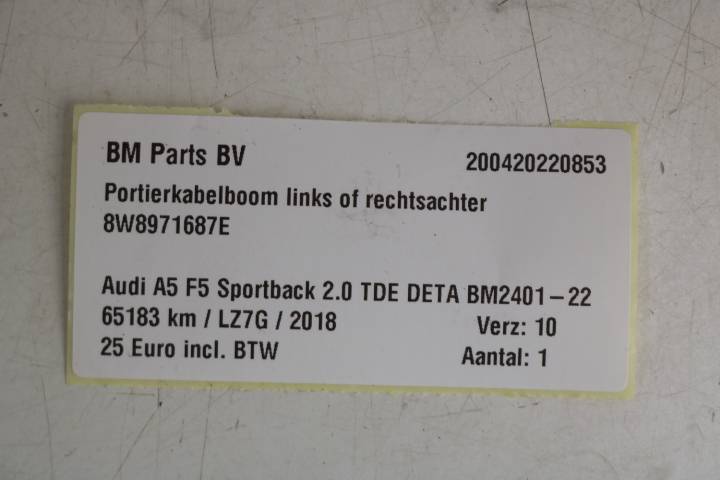 BM Parts BV 200420220853
Portierkabelboom links of rechtsachter
8W8971687E
Audi A5 F5 Sportback 2.0 TDE DETA BM2401-22
65183 km / LZ7G / 2018 Verz: 10
25 Euro incl. BTW Aantal: 1